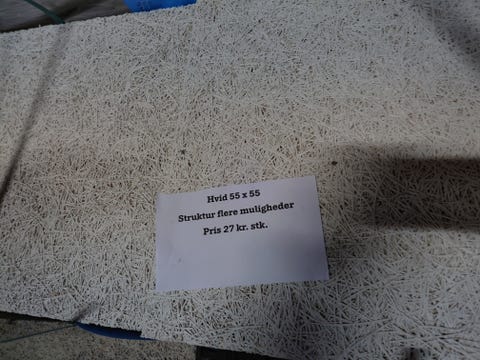 Hvid 55 x 55
Struktur flere muligheder
Pris 27 kr. stk.